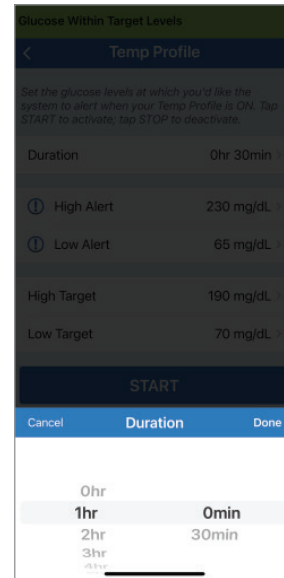 Glucose Within Target Levels
Temp Profile
Set the glucose levels at which you'd like the
system to alert when your Temp Profile is ON. Tap
START to activate; tap STOP to deactivate.
Duration 0hr 30min
High Alert 230 mg/dL
Low Alert 65 mg/dL
High Target 190 mg/dL
Low Target 70 mg/dL
START
Cancel Duration Done
0hr
1hr 0min
2hr 30min
3hr
4hr